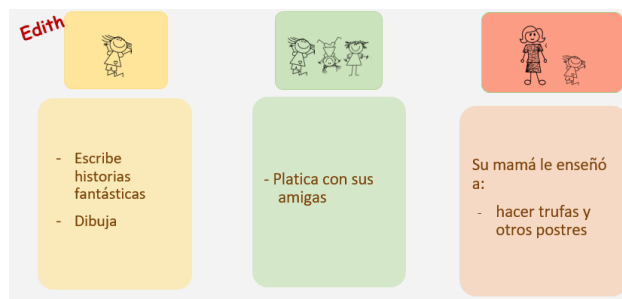 Edith
- Escribe
historias
fantásticas
- Dibuja
- Platica con sus
amigas
Su mamá le enseñó
a:
- hacer trufas y
otros postres